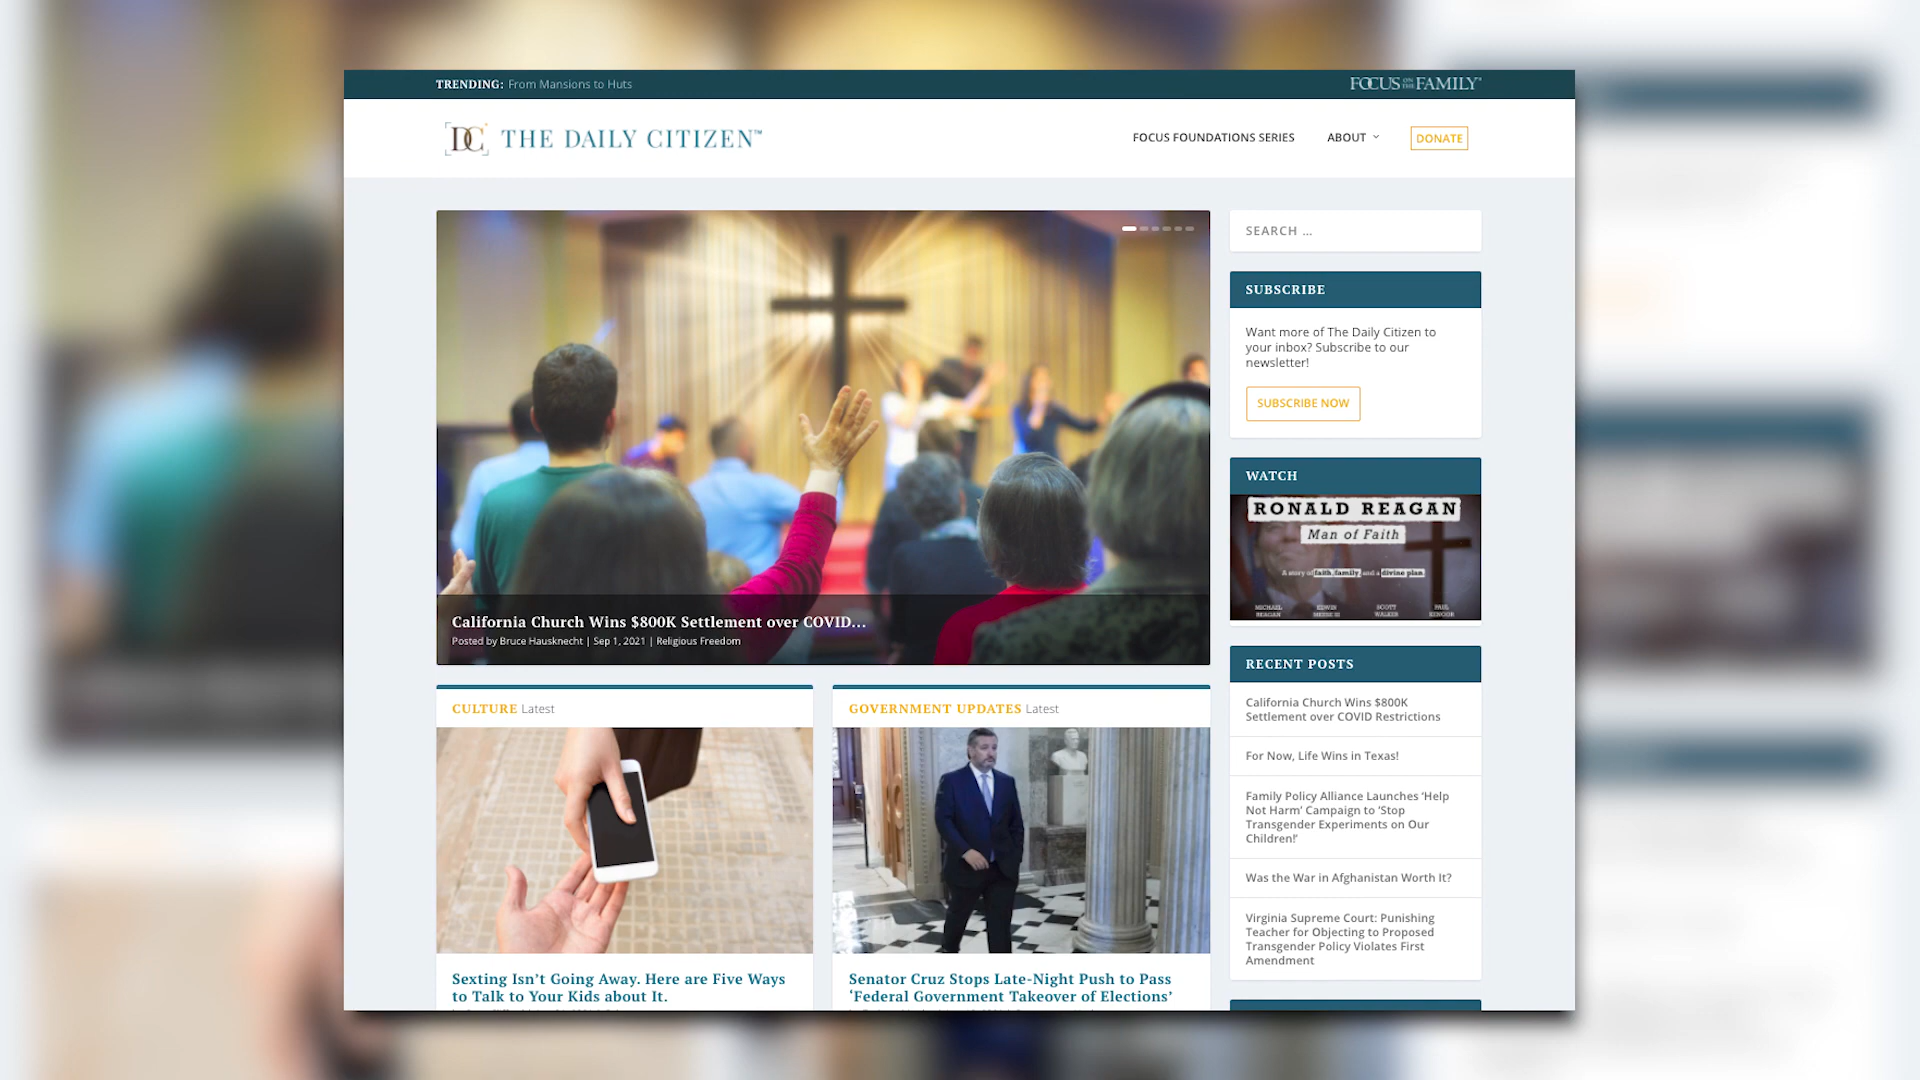 TRENDING: From Mansions to Huts
FOCUS ON THE FAMILY
DC THE DAILY CITIZEN™
FOCUS FOUNDATIONS SERIES
ABOUT
DONATE
California Church Wins $800K Settlement over COVID...
Posted by Bruce Hausknecht | Sep 1, 2021 | Religious Freedom
CULTURE Latest
Sexting Isn’t Going Away. Here are Five Ways
to Talk to Your Kids about It.
GOVERNMENT UPDATES Latest
Senator Cruz Stops Late-Night Push to Pass
‘Federal Government Takeover of Elections’
SEARCH ...
SUBSCRIBE
Want more of The Daily Citizen to
your inbox? Subscribe to our
newsletter!
SUBSCRIBE NOW
WATCH
RONALD REAGAN
Man of Faith
A story of faith, family, and a divine plan.
MICHAEL REAGAN
EDWIN MEESE III
SCOTT WALKER
PAUL KENGOR
RECENT POSTS
California Church Wins $800K
Settlement over COVID Restrictions
For Now, Life Wins in Texas!
Family Policy Alliance Launches ‘Help
Not Harm’ Campaign to ‘Stop
Transgender Experiments on Our
Children!’
Was the War in Afghanistan Worth It?
Virginia Supreme Court: Punishing
Teacher for Objecting to Proposed
Transgender Policy Violates First
Amendment